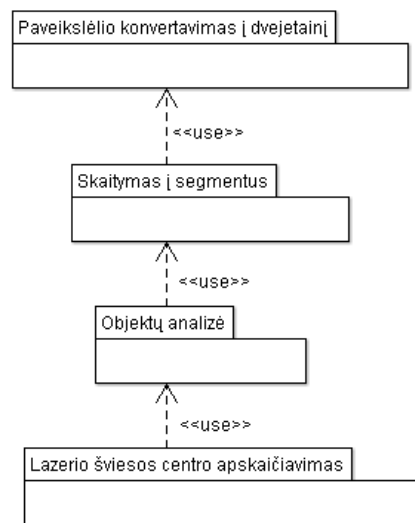 Paveikslėlio konvertavimas į dvejetainį
<<use>>
Skaitymas į segmentus
<<use>>
Objektų analizė
<<use>>
Lazerio šviesos centro apskaičiavimas